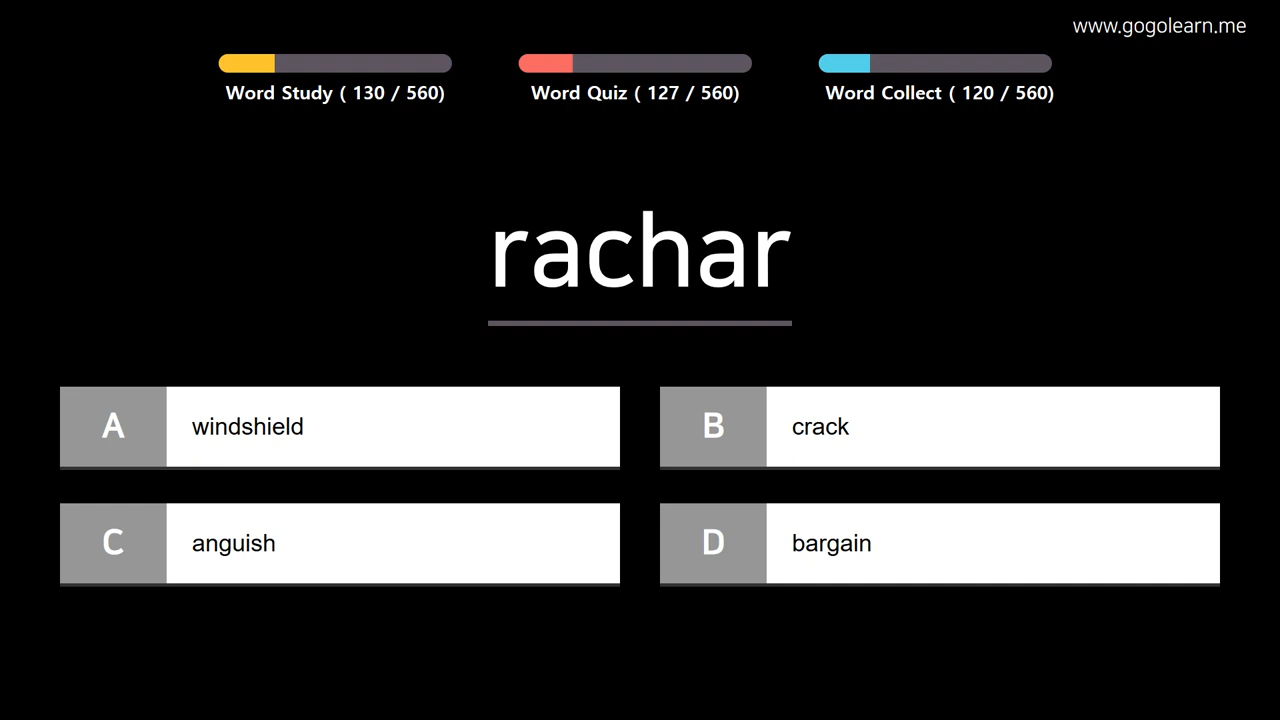 www.gogolearn.me
Word Study ( 130 / 560)
Word Quiz ( 127 / 560)
Word Collect ( 120 / 560)
rachar
A windshield
B crack
C anguish
D bargain